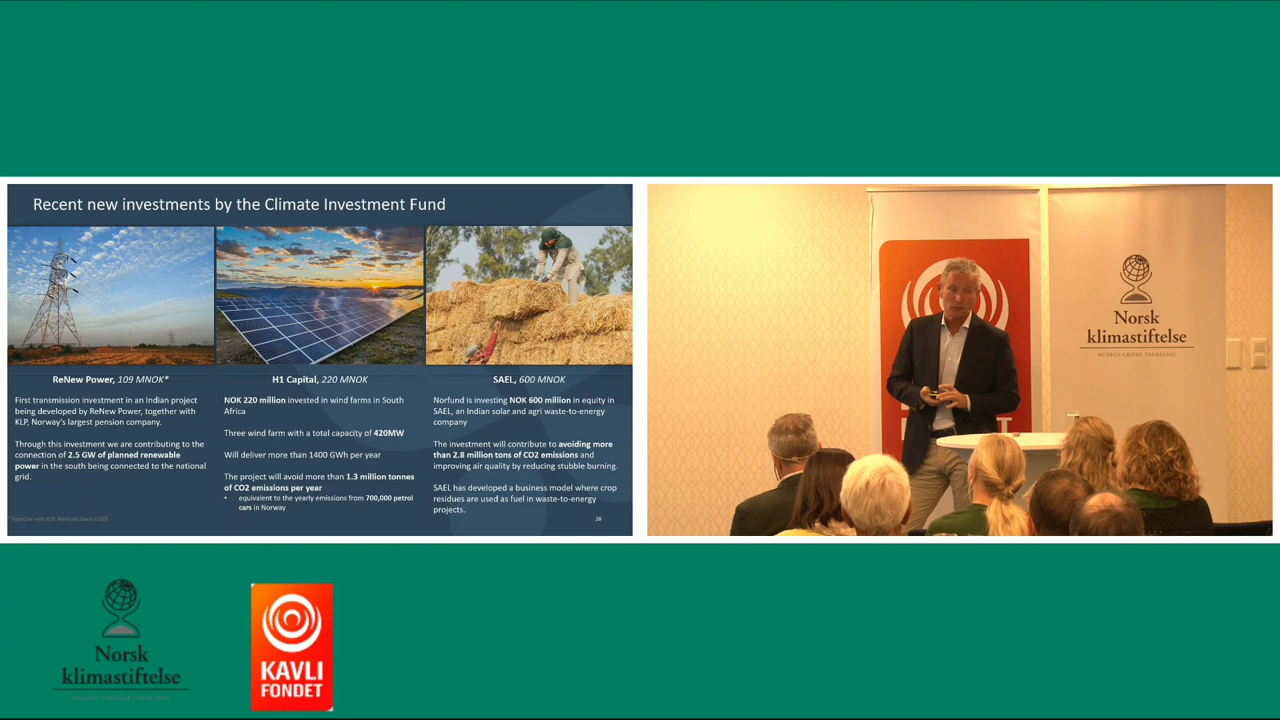 Recent new investments by the Climate Investment Fund
ReNew Power, 109 MNOK*
First transmission investment in an Indian project
being developed by ReNew Power, together with
KLP, Norway's largest pension company.
Through this investment we are contributing to the
connection of 2.5 GW of planned renewable
power in the south being connected to the national
grid.
H1 Capital, 220 MNOK
NOK 220 million invested in wind farms in South
Africa
Three wind farm with a total capacity of 420MW
Will deliver more than 1400 GWh per year
The project will avoid more than 1.3 million tonnes
of CO2 emissions per year
• equivalent to the yearly emissions from 700,000 petrol
cars in Norway
SAEL, 600 MNOK
Norfund is investing NOK 600 million in equity in
SAEL, an Indian solar and agri waste-to-energy
company
The investment will contribute to avoiding more
than 2.8 million tons of CO2 emissions and
improving air quality by reducing stubble burning.
SAEL has developed a business model where crop
residues are used as fuel in waste-to-energy
projects.
* Together with KLP, Norfund share is
Norsk
klimastiftelse
NORGES GRØNE TANKESMIE
Norsk
klimastiftelse
KAVLI
FONDET